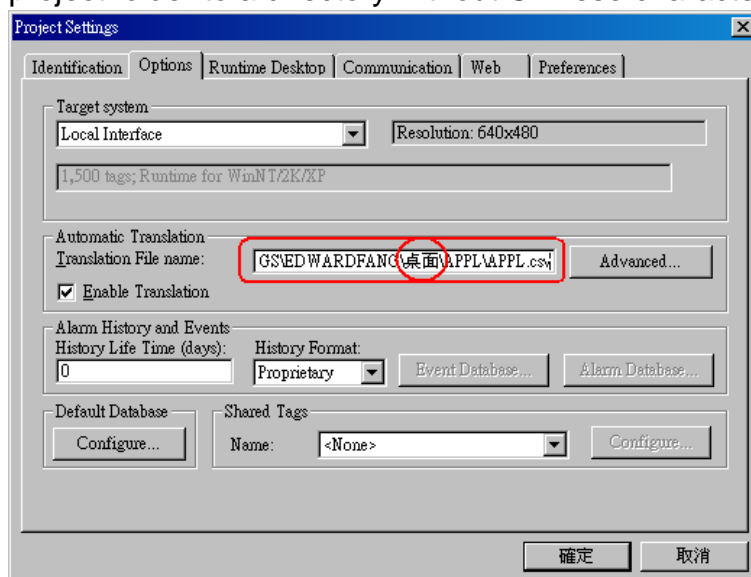 Project Settings
Identification Options Runtime Desktop Communication Web Preferences
Target system
Local Interface Resolution: 640x480
1,500 tags; Runtime for WinNT/2K/XP
Automatic Translation
Translation File name: GS\EDWARDFANG\桌面\APPL\APPL.csv Advanced...
Enable Translation
Alarm History and Events
History Life Time (days): History Format:
0 Proprietary Event Database... Alarm Database...
Default Database Shared Tags
Configure... Name: <None> Configure...
確定 取消